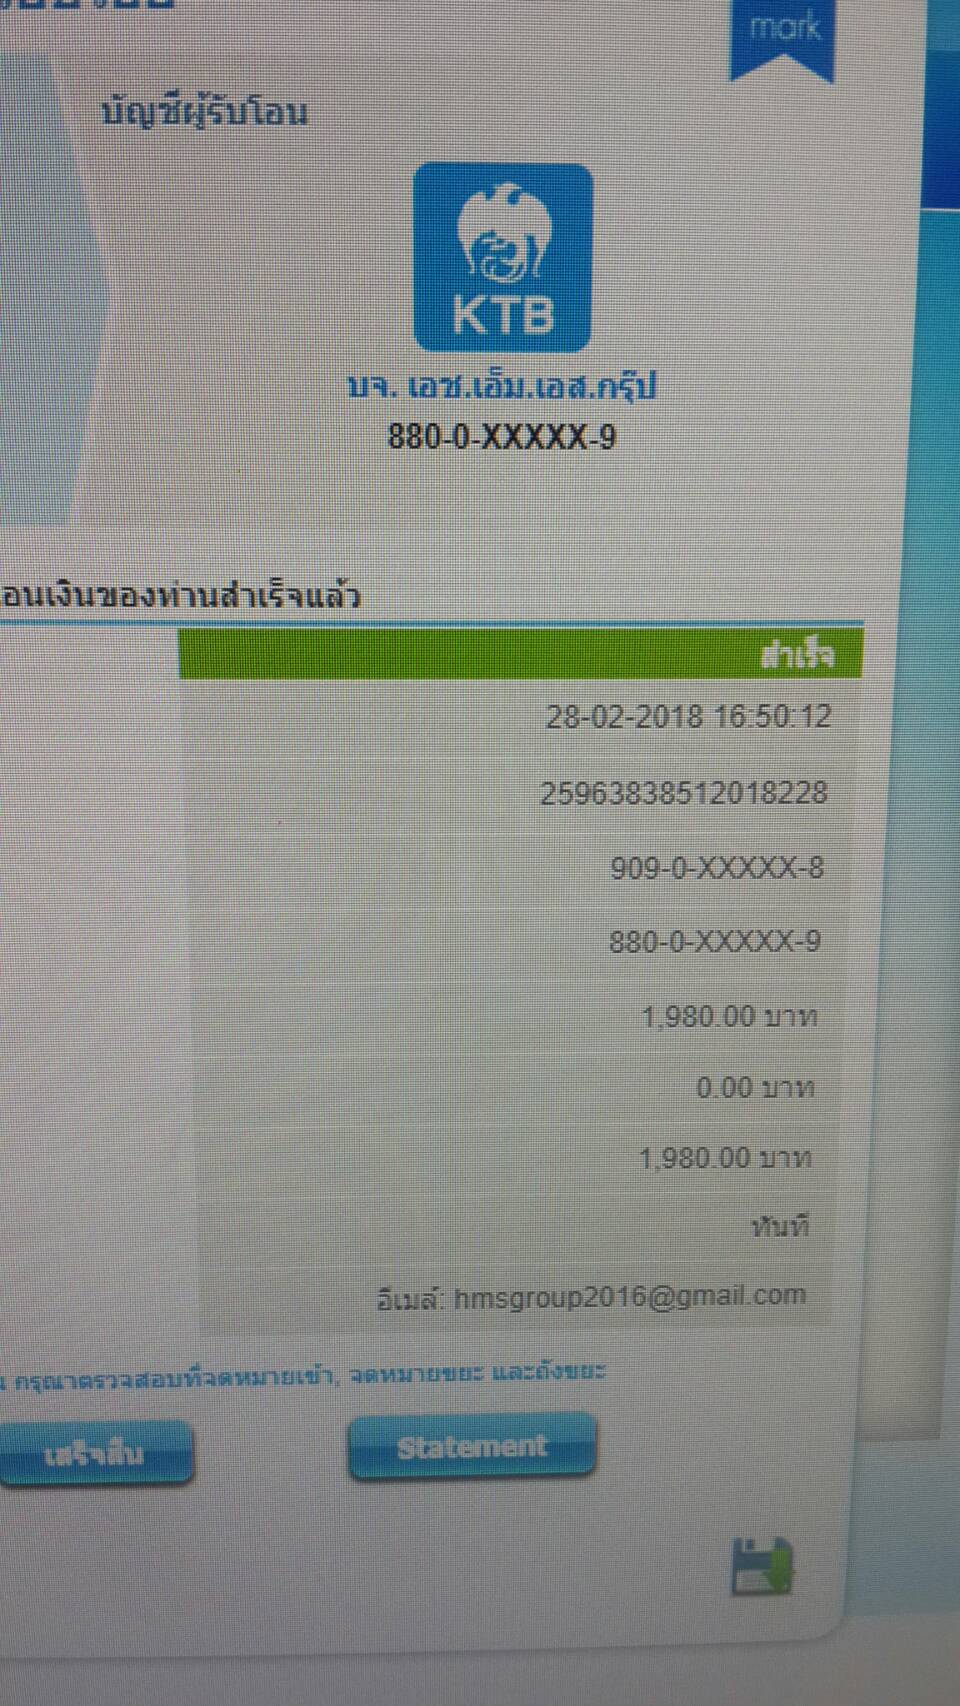 mark
บัญชีผู้รับโอน
KTB
บจ. เอช.เอ็ม.เอส.กรุ๊ป
880-0-XXXXX-9
อนเงินของท่านสำเร็จแล้ว
สำเร็จ
28-02-2018 16:50:12
25963838512018228
909-0-XXXXX-8
880-0-XXXXX-9
1,980.00 บาท
0.00 บาท
1,980.00 บาท
ทันที
อีเมล์: hmsgroup2016@gmail.com
กรุณาตรวจสอบที่จดหมายเข้า, จดหมายขยะ และถังขยะ
เสร็จสิ้น
Statement